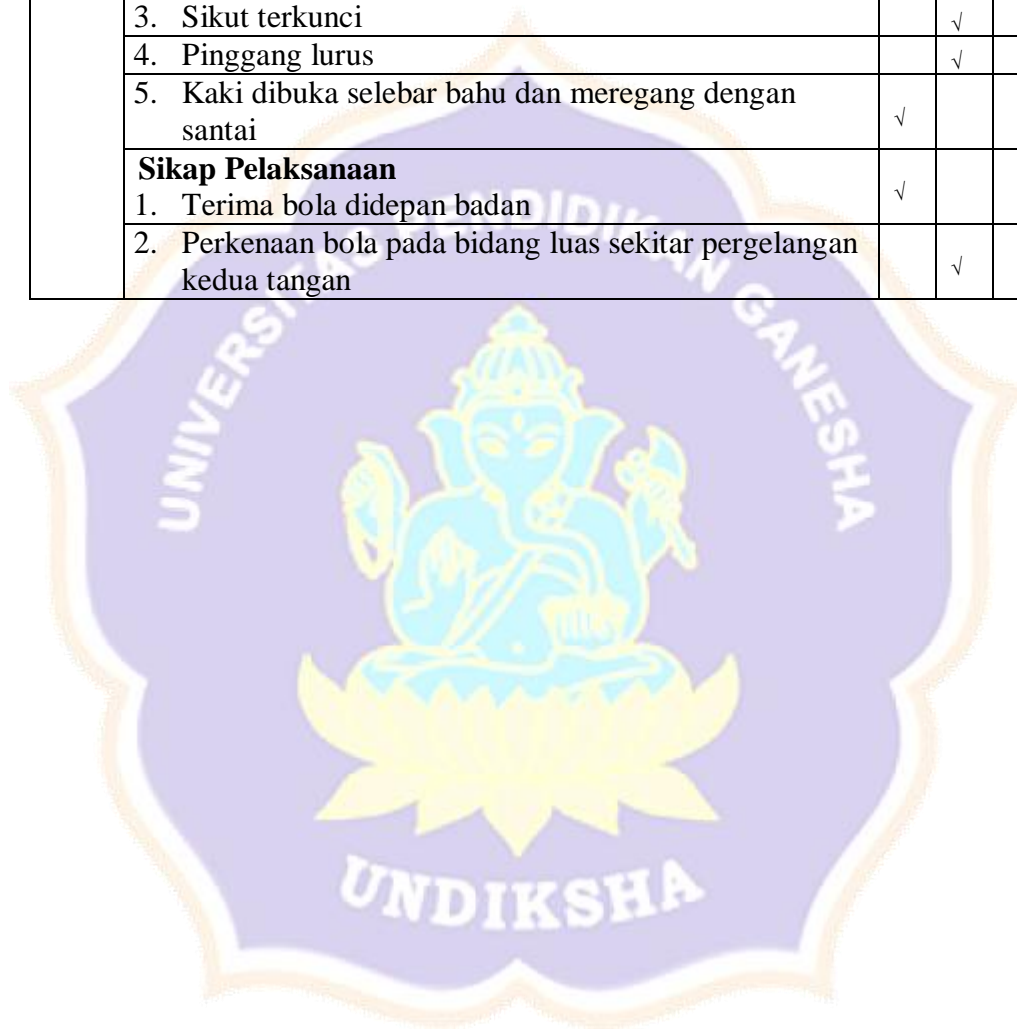 3. Sikut terkunci √
4. Pinggang lurus √
5. Kaki dibuka selebar bahu dan meregang dengan
santai √
Sikap Pelaksanaan
1. Terima bola didepan badan √
2. Perkenaan bola pada bidang luas sekitar pergelangan
kedua tangan √
UNIVERSITAS PENDIDIKAN GANESHA
UNDIKSHA